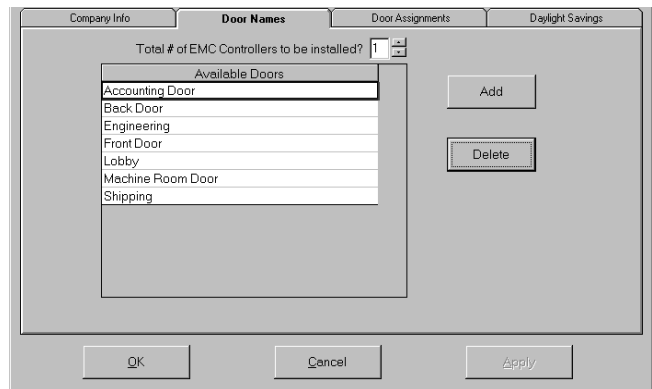 Company Info Door Names Door Assignments Daylight Savings
Total # of EMC Controllers to be installed? 1
Available Doors
Accounting Door
Back Door
Engineering
Front Door
Lobby
Machine Room Door
Shipping
Add
Delete
OK Cancel Apply